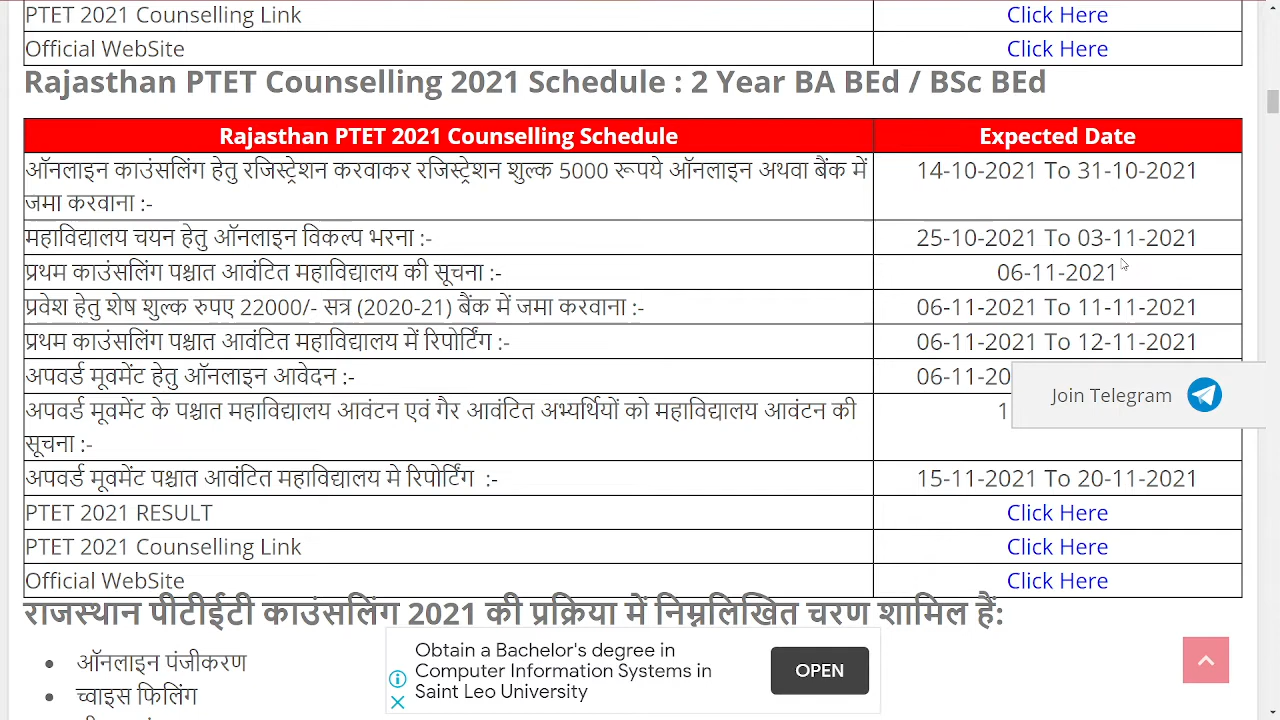 PTET 2021 Counselling Link Click Here
Official WebSite Click Here
Rajasthan PTET Counselling 2021 Schedule : 2 Year BA BEd / BSc BEd
Rajasthan PTET 2021 Counselling Schedule Expected Date
ऑनलाइन काउंसलिंग हेतु रजिस्ट्रेशन करवाकर रजिस्ट्रेशन शुल्क 5000 रूपये ऑनलाइन अथवा बैंक में 14-10-2021 To 31-10-2021
जमा करवाना :-
महाविद्यालय चयन हेतु ऑनलाइन विकल्प भरना :- 25-10-2021 To 03-11-2021
प्रथम काउंसलिंग पश्चात आवंटित महाविद्यालय की सूचना :- 06-11-2021
प्रवेश हेतु शेष शुल्क रुपए 22000/- सत्र (2020-21) बैंक में जमा करवाना :- 06-11-2021 To 11-11-2021
प्रथम काउंसलिंग पश्चात आवंटित महाविद्यालय में रिपोर्टिंग :- 06-11-2021 To 12-11-2021
अपवर्ड मूवमेंट हेतु ऑनलाइन आवेदन :- 06-11-20
Join Telegram
अपवर्ड मूवमेंट के पश्चात महाविद्यालय आवंटन एवं गैर आवंटित अभ्यर्थियों को महाविद्यालय आवंटन की 1
सूचना :-
अपवर्ड मूवमेंट पश्चात आवंटित महाविद्यालय मे रिपोर्टिंग :- 15-11-2021 To 20-11-2021
PTET 2021 RESULT Click Here
PTET 2021 Counselling Link Click Here
Official WebSite Click Here
राजस्थान पीटीईटी काउंसलिंग 2021 की प्रक्रिया में निम्नलिखित चरण शामिल हैं:
• ऑनलाइन पंजीकरण
• च्वाइस फिलिंग
Obtain a Bachelor's degree in
Computer Information Systems in
Saint Leo University
OPEN